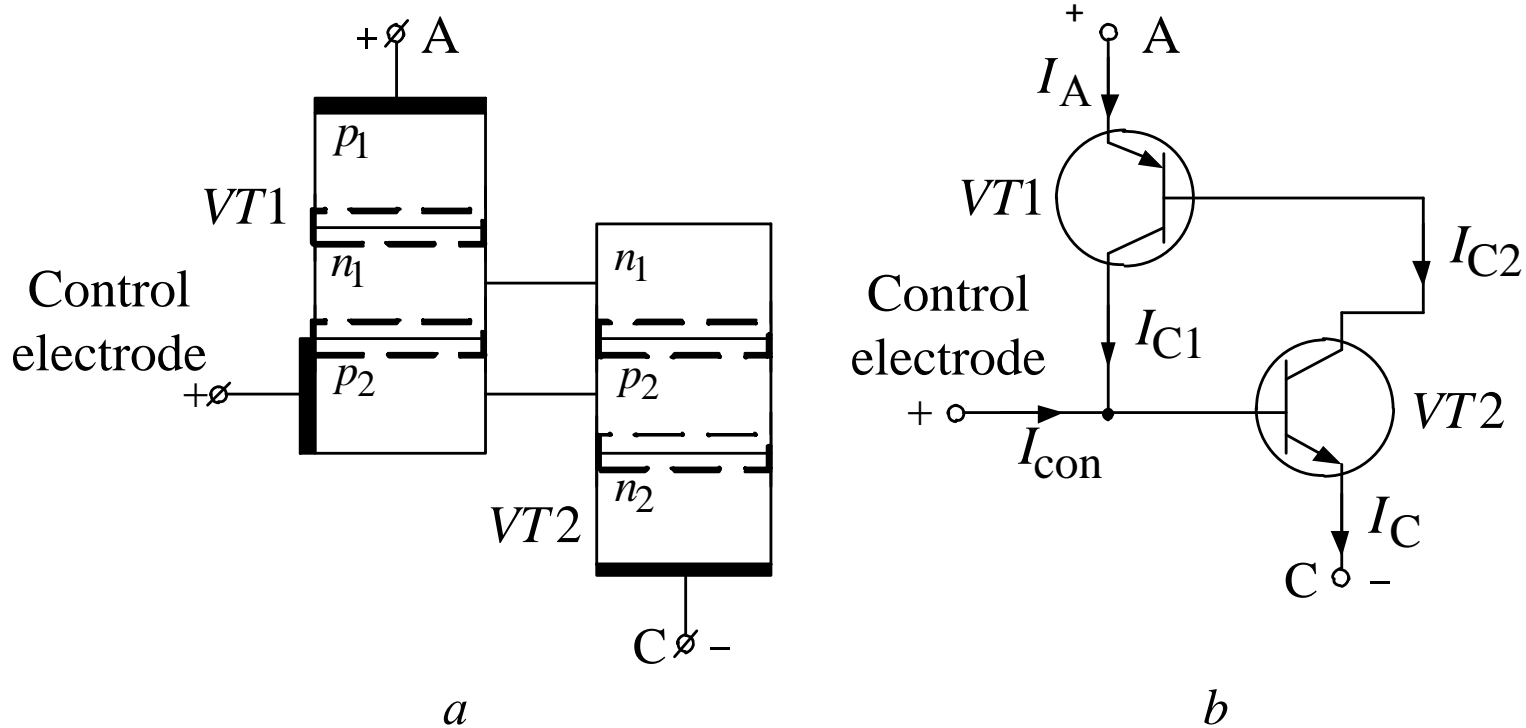 + A
p1
VT1
n1
Control
electrode
+
p2
n1
p2
n2
VT2
C –
a
+
A
IA
VT1
IC2
Control
electrode
IC1
+
Icon
VT2
IC
C –
b